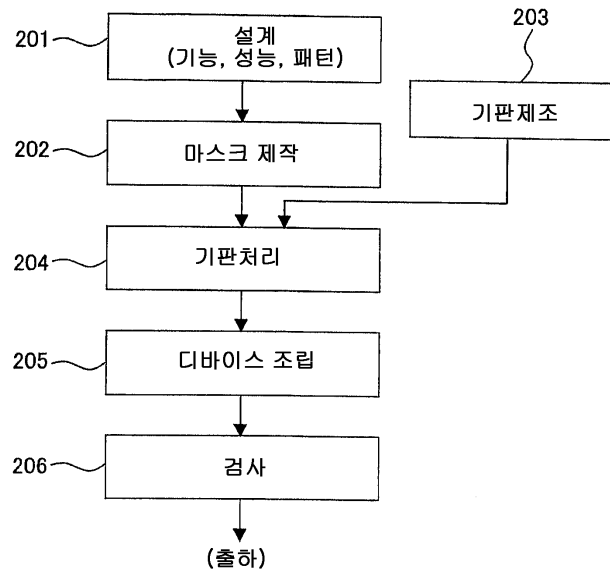 201
설계
(기능, 성능, 패턴)
203
기판제조
202
마스크 제작
204
기판처리
205
디바이스 조립
206
검사
(출하)